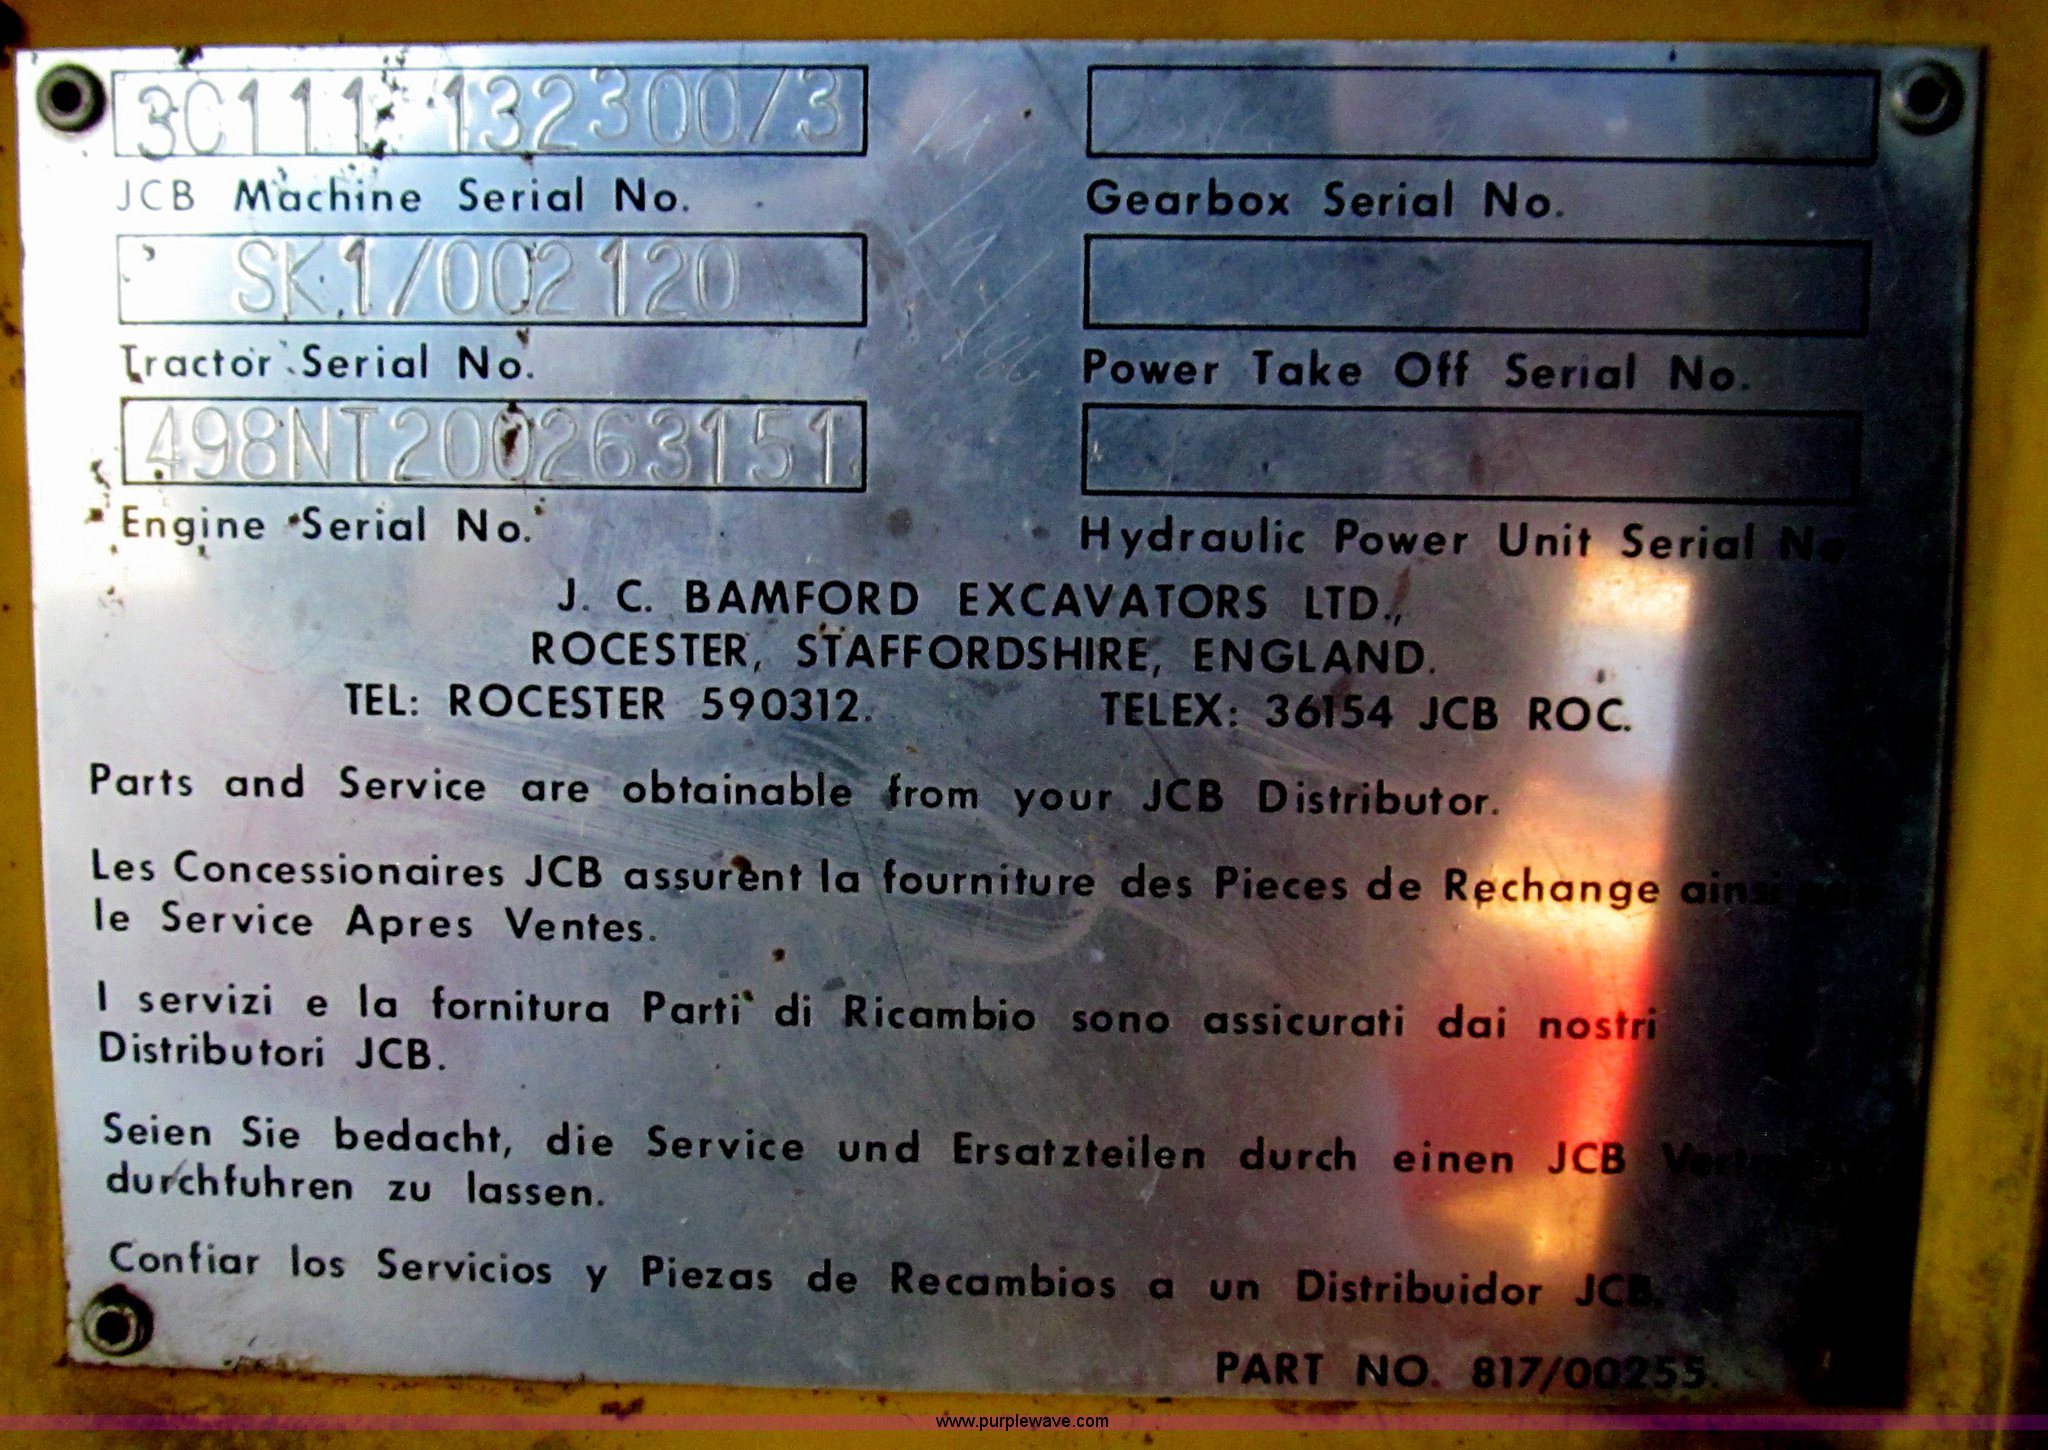 3C111 132300/3
JCB Machine Serial No.
Gearbox Serial No.
SK1/002120
Tractor Serial No.
Power Take Off Serial No.
498NT200263151
Engine Serial No.
Hydraulic Power Unit Serial No
J. C. BAMFORD EXCAVATORS LTD.,
ROCESTER, STAFFORDSHIRE, ENGLAND.
TEL: ROCESTER 590312. TELEX: 36154 JCB ROC.
Parts and Service are obtainable from your JCB Distributor.
Les Concessionaires JCB assurent la fourniture des Pieces de Rechange ainsi
le Service Apres Ventes.
I servizi e la fornitura Parti di Ricambio sono assicurati dai nostri
Distributori JCB.
Seien Sie bedacht, die Service und Ersatzteilen durch einen JCB
durchfuhren zu lassen.
Confiar los Servicios y Piezas de Recambios a un Distribuidor JCB.
PART NO. 817/00255.
www.purplewave.com